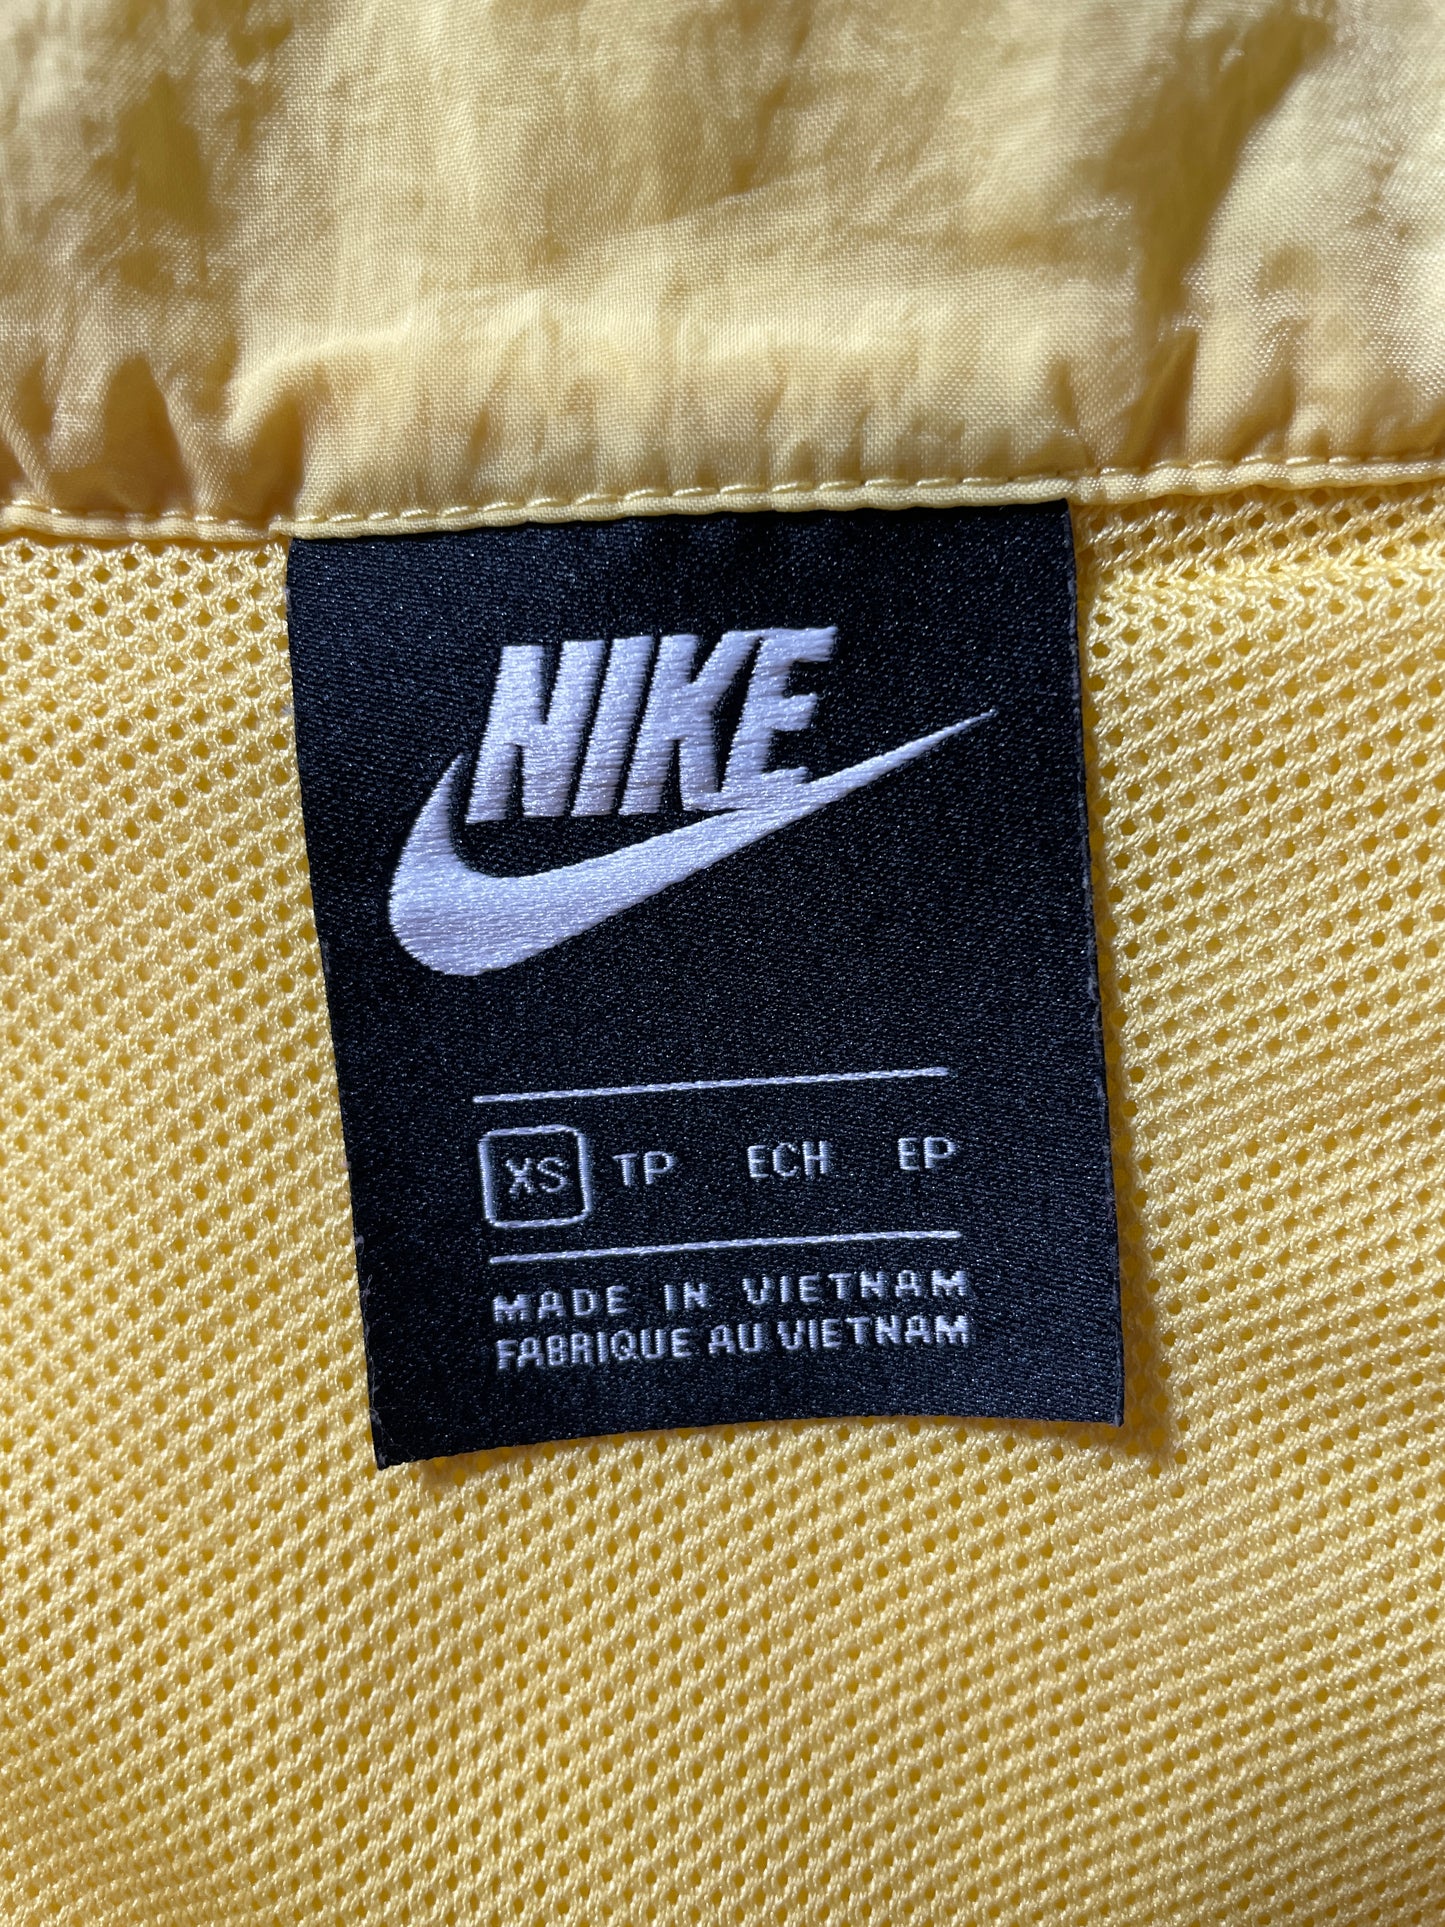 NIKE
XS TP ECH EP
MADE IN VIETNAM
FABRIQUE AU VIETNAM